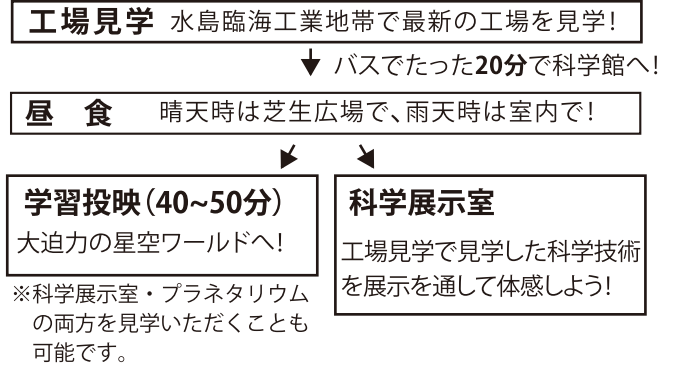 工場見学 水島臨海工業地帯で最新の工場を見学！
バスでたった20分で科学館へ！
昼 食 晴天時は芝生広場で、雨天時は室内で！
学習投映（40~50分）
大迫力の星空ワールドへ！
※科学展示室・プラネタリウム
の両方を見学いただくことも
可能です。
科学展示室
工場見学で見学した科学技術
を展示を通して体感しよう！